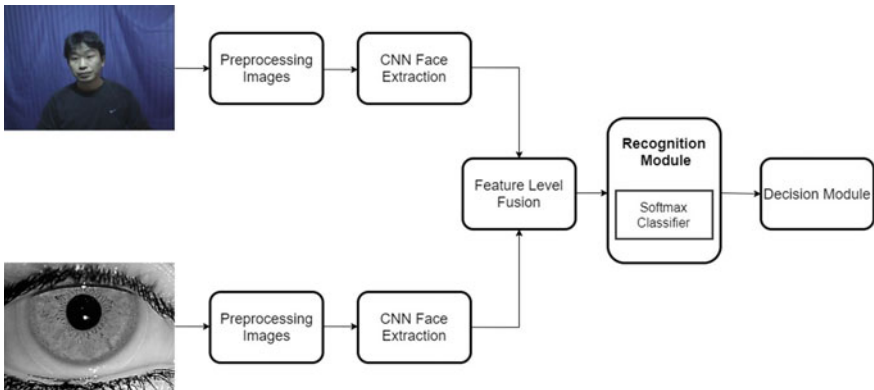 Preprocessing
Images
CNN Face
Extraction
Feature Level
Fusion
Recognition
Module
Softmax
Classifier
Decision Module
Preprocessing
Images
CNN Face
Extraction